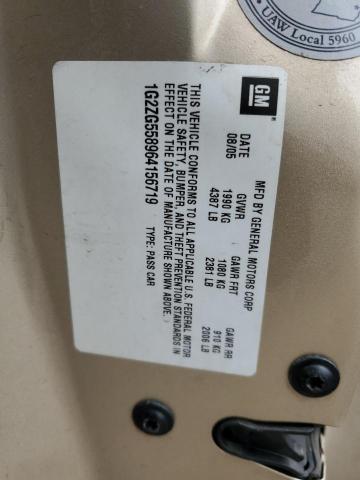 UAW Local 5960
GM
MFD BY GENERAL MOTORS CORP
DATE GVWR GAWR FRT GAWR RR
08/05 1990 KG 1080 KG 910 KG
4387 LB 2381 LB 2006 LB
THIS VEHICLE CONFORMS TO ALL APPLICABLE U.S. FEDERAL MOTOR
VEHICLE SAFETY, BUMPER, AND THEFT PREVENTION STANDARDS IN
EFFECT ON THE DATE OF MANUFACTURE SHOWN ABOVE.
1G2ZG558964156719 TYPE: PASS CAR